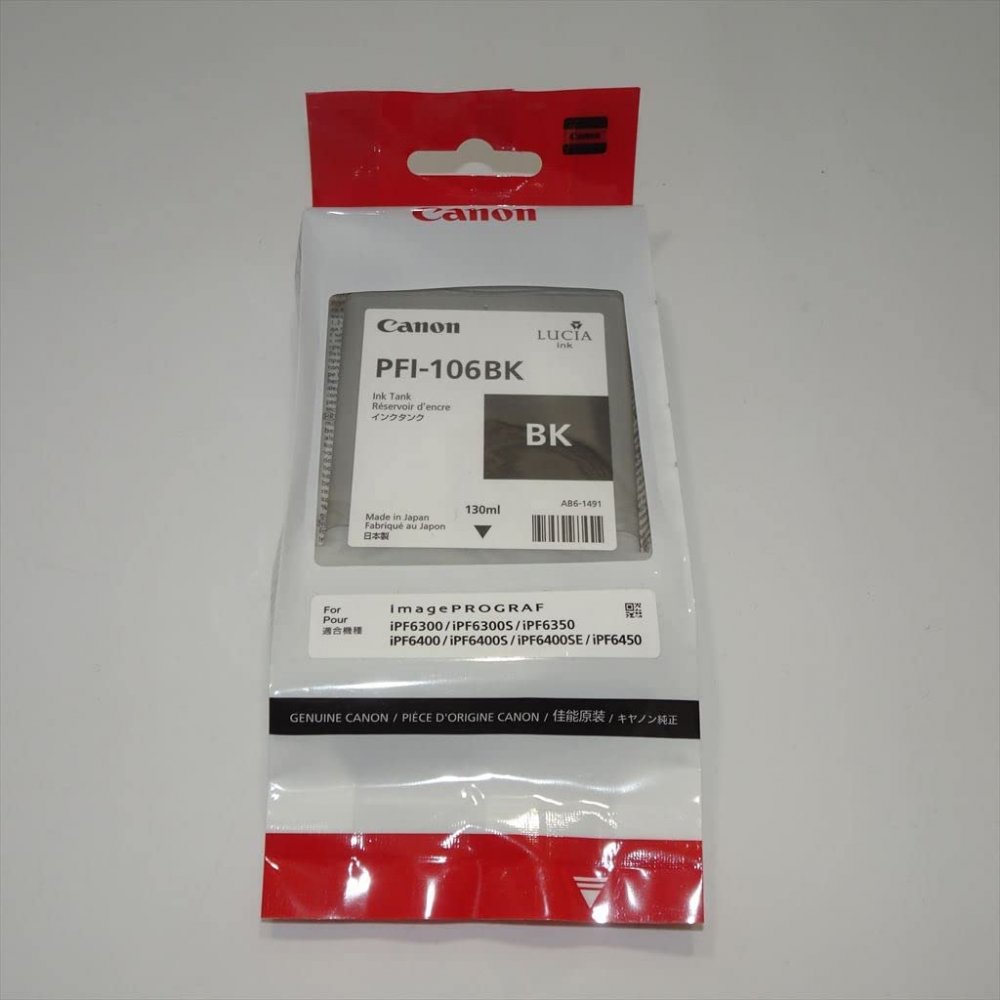 Canon
Canon
Canon
LUCIA
ink
PFI-106BK
Ink Tank
Réservoir d'encre
インクタンク
BK
AB6-1491
130ml
Made in Japan
Fabriqué au Japon
日本製
For
Pour
適合機種
imagePROGRAF
iPF6300 / iPF6300S / iPF6350
iPF6400 / iPF6400S / iPF6400SE / iPF6450
GENUINE CANON / PIÈCE D'ORIGINE CANON / 佳能原装 / キヤノン純正